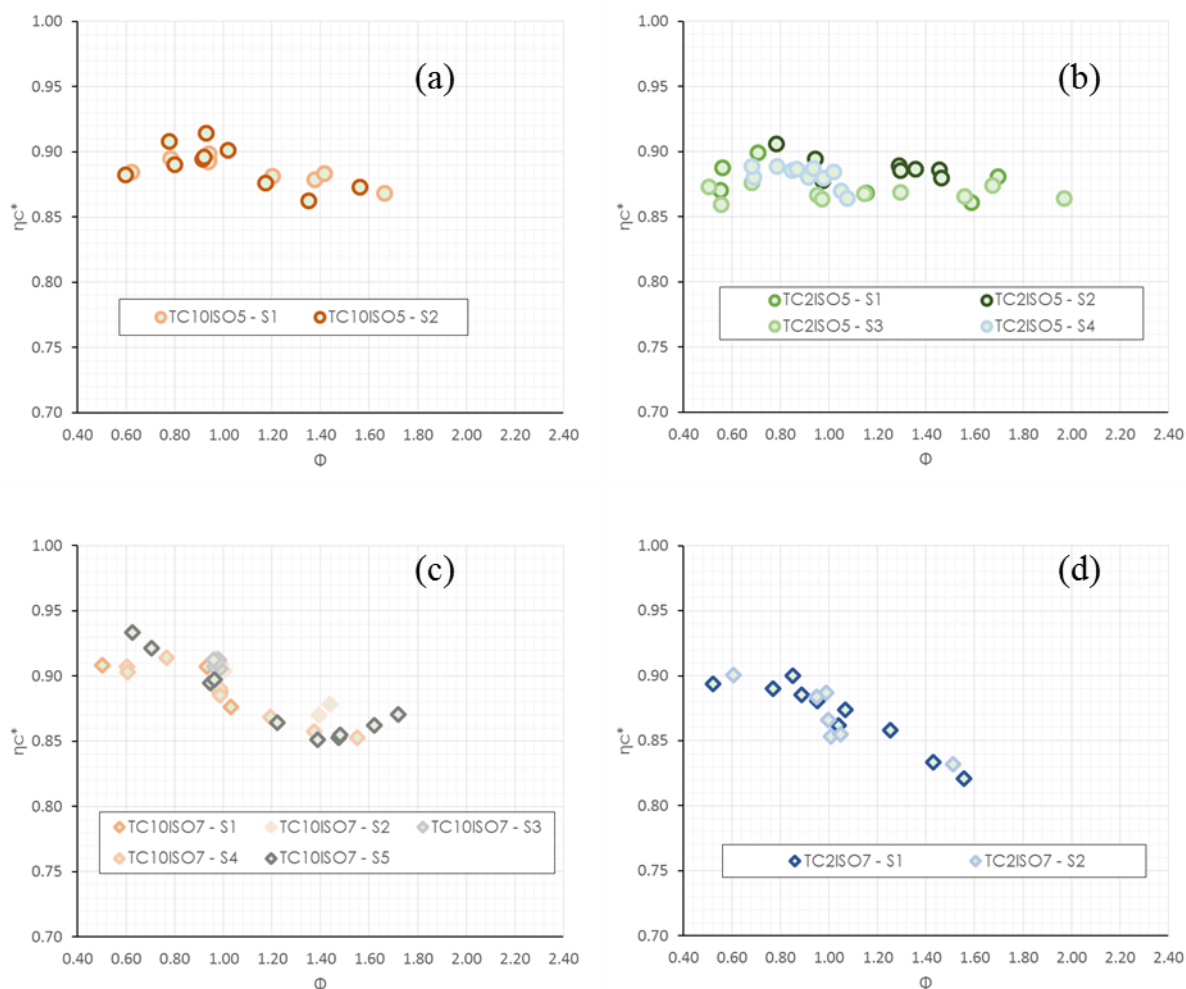 1.00
0.95
0.90
0.85
0.80
0.75
0.70
ηc*
(a)
TC10ISO5 - S1 TC10ISO5 - S2
0.40 0.60 0.80 1.00 1.20 1.40 1.60 1.80 2.00 2.20 2.40
Φ
1.00
0.95
0.90
0.85
0.80
0.75
0.70
ηc*
(b)
TC2ISO5 - S1 TC2ISO5 - S2
TC2ISO5 - S3 TC2ISO5 - S4
0.40 0.60 0.80 1.00 1.20 1.40 1.60 1.80 2.00 2.20 2.40
Φ
1.00
0.95
0.90
0.85
0.80
0.75
0.70
ηc*
(c)
TC10ISO7 - S1 TC10ISO7 - S2 TC10ISO7 - S3
TC10ISO7 - S4 TC10ISO7 - S5
0.40 0.60 0.80 1.00 1.20 1.40 1.60 1.80 2.00 2.20 2.40
Φ
1.00
0.95
0.90
0.85
0.80
0.75
0.70
ηc*
(d)
TC2ISO7 - S1 TC2ISO7 - S2
0.40 0.60 0.80 1.00 1.20 1.40 1.60 1.80 2.00 2.20 2.40
Φ